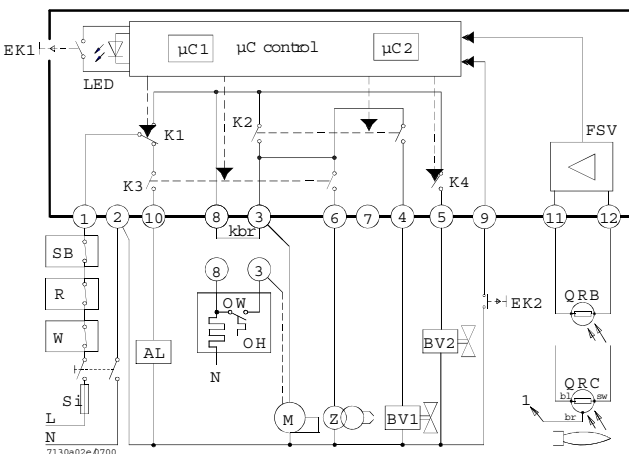 µC1 µC control µC2
EK1
LED
K1
K2
FSV
K3
K4
1 2 10 8 3 6 7 4 5 9 11 12
kbr
SB
8 3
R
OW
EK2
QRB
OH
W
AL
BV2
N
QRC
bl sw
1
br
Si
L
M Z BV1
N
7130a02e/0700